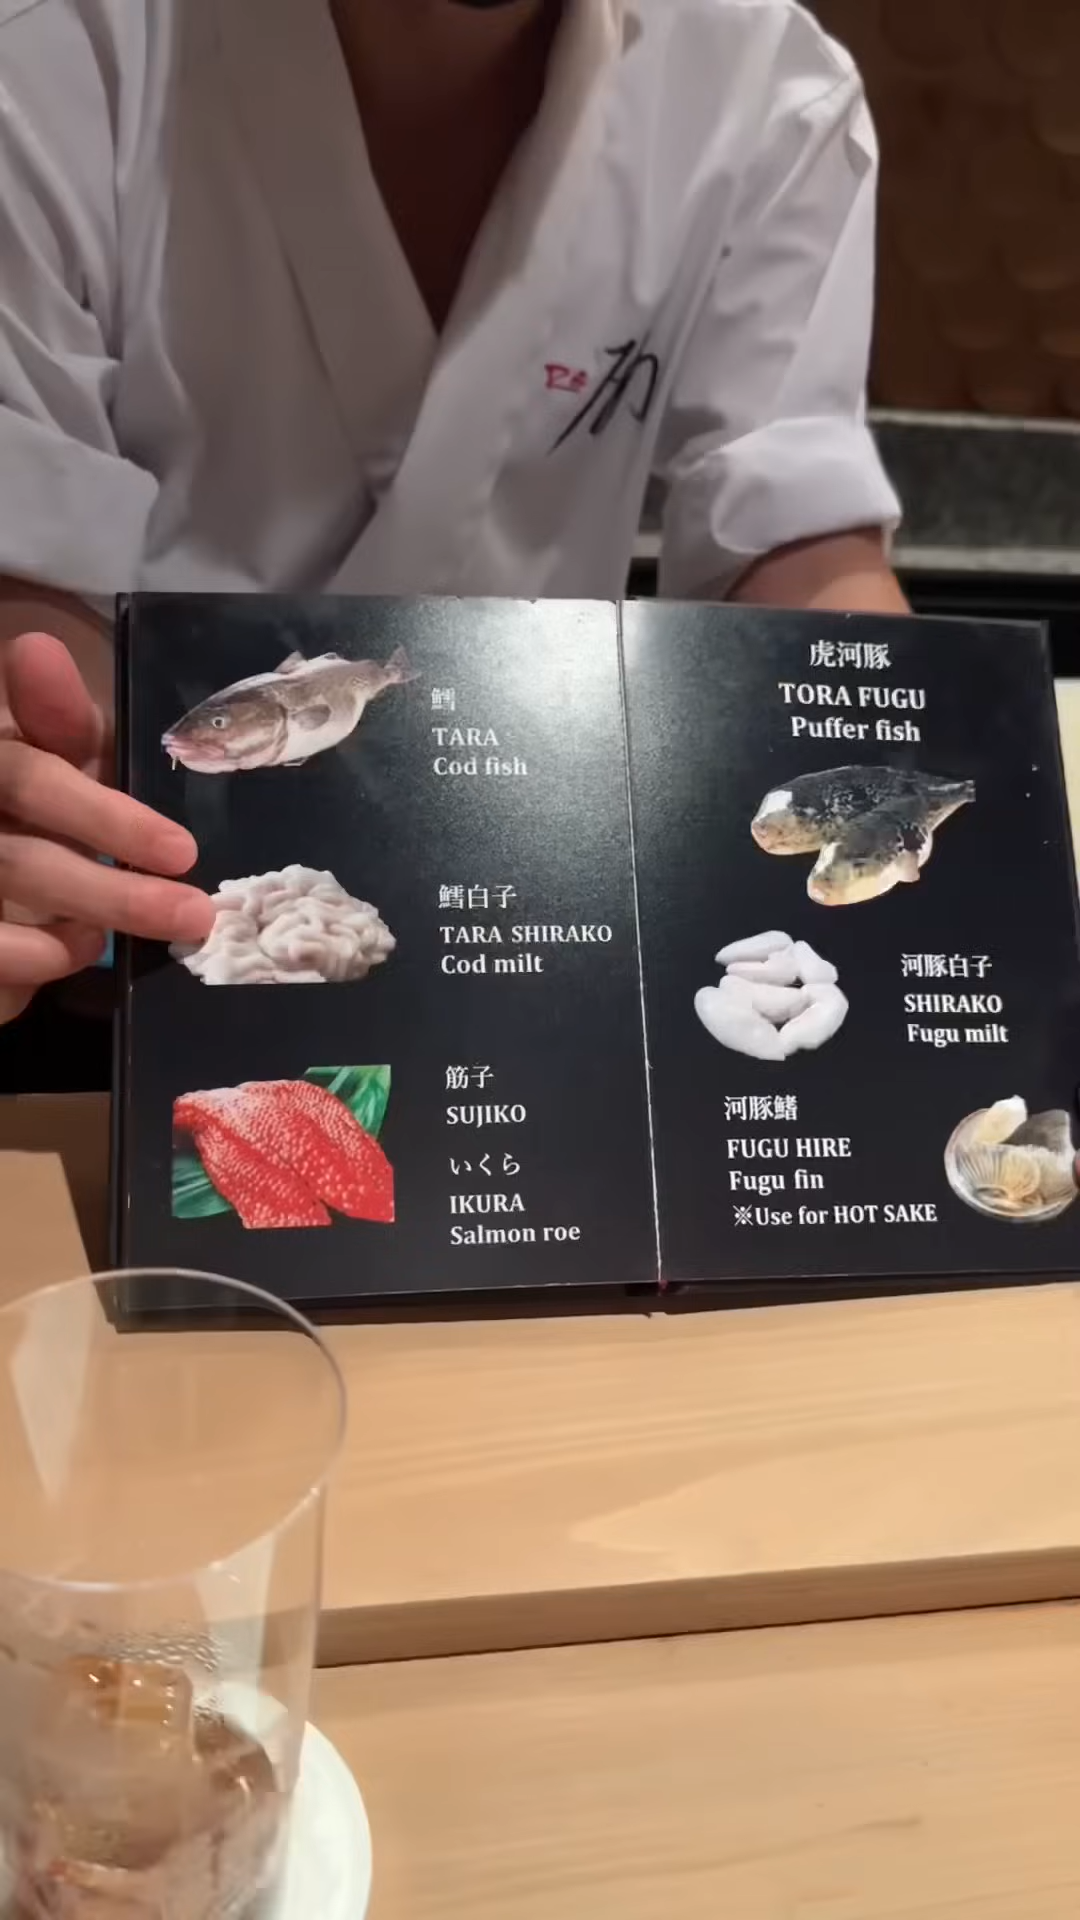 鱈
TARA
Cod fish
鱈白子
TARA SHIRAKO
Cod milt
筋子
SUJIKO
いくら
IKURA
Salmon roe
虎河豚
TORA FUGU
Puffer fish
河豚白子
SHIRAKO
Fugu milt
河豚鰭
FUGU HIRE
Fugu fin
※Use for HOT SAKE